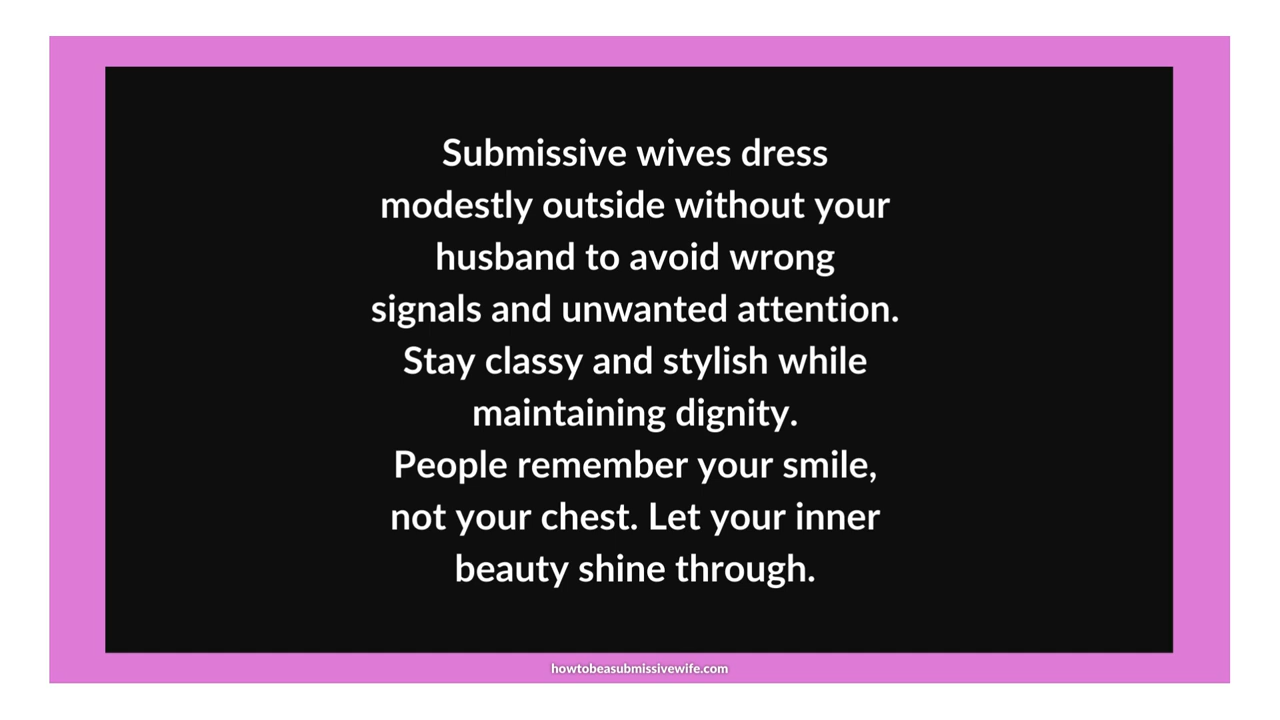 Submissive wives dress
modestly outside without your
husband to avoid wrong
signals and unwanted attention.
Stay classy and stylish while
maintaining dignity.
People remember your smile,
not your chest. Let your inner
beauty shine through.
howtobeasubmissivewife.com